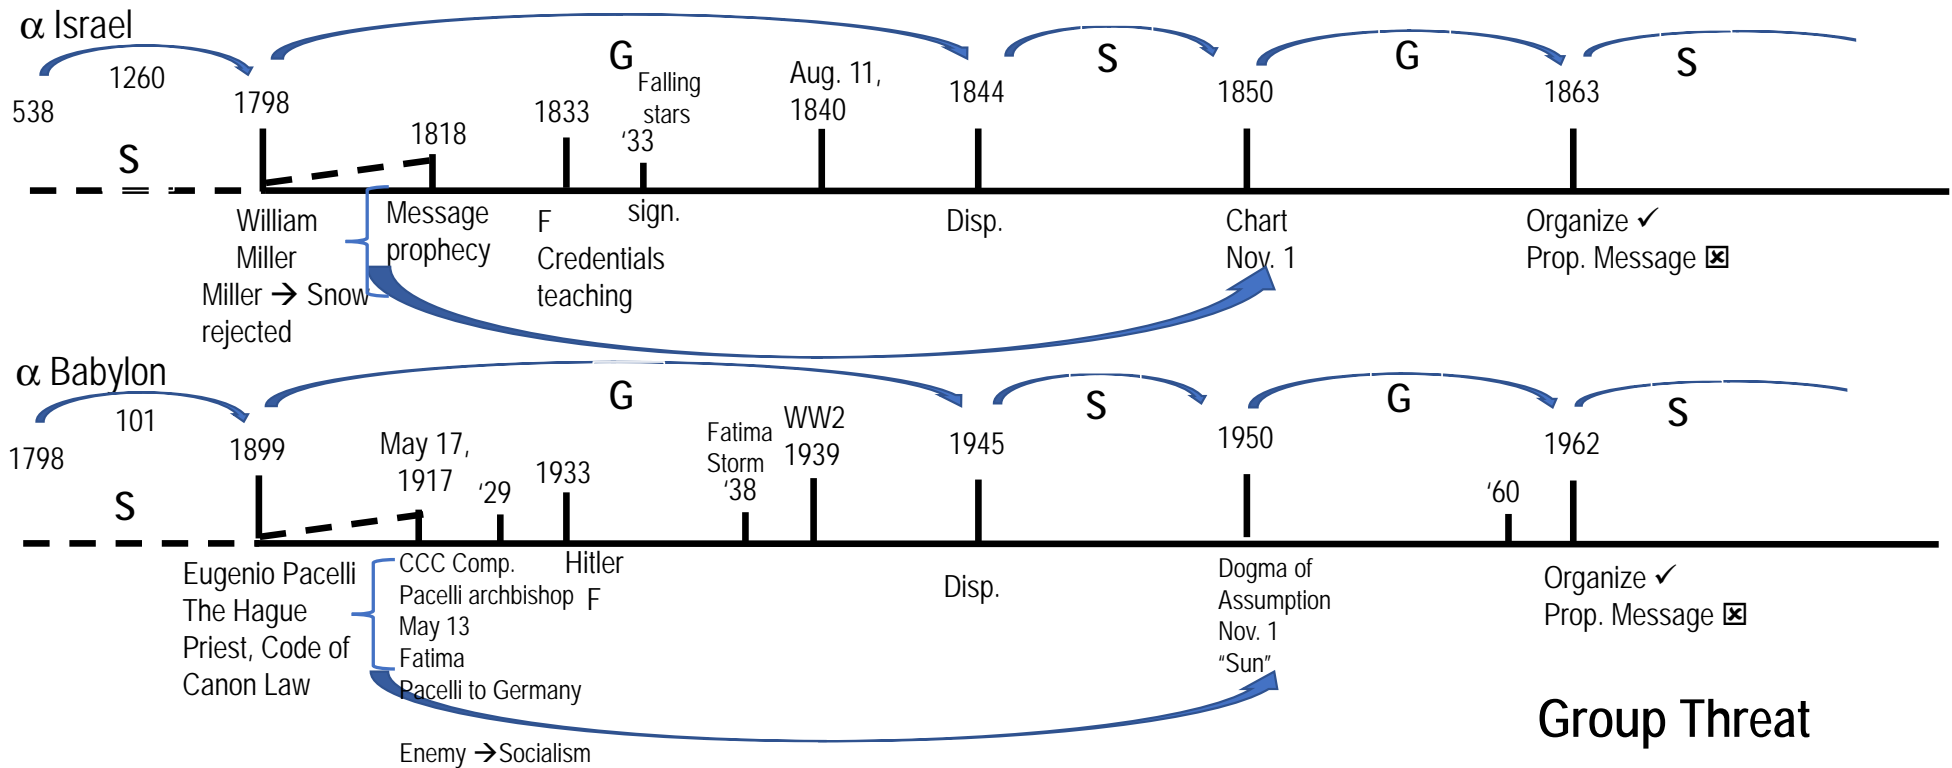 α Israel
1260
538
S
1798
G
1818
1833
Falling
stars
‘33
Aug. 11,
1840
1844
S
1850
G
1863
S
William
Miller
Miller → Snow
rejected
Message
prophecy
F
Credentials
teaching
sign.
Disp.
Chart
Nov. 1
Organize ✓
Prop. Message ☒
α Babylon
101
1798
S
1899
G
May 17,
1917
‘29
1933
Fatima
Storm
‘38
WW2
1939
1945
S
1950
G
‘60
1962
S
Eugenio Pacelli
The Hague
Priest, Code of
Canon Law
CCC Comp.
Pacelli archbishop
May 13
Fatima
Pacelli to Germany
Enemy →Socialism
Hitler
F
Disp.
Dogma of
Assumption
Nov. 1
“Sun”
Organize ✓
Prop. Message ☒
Group Threat